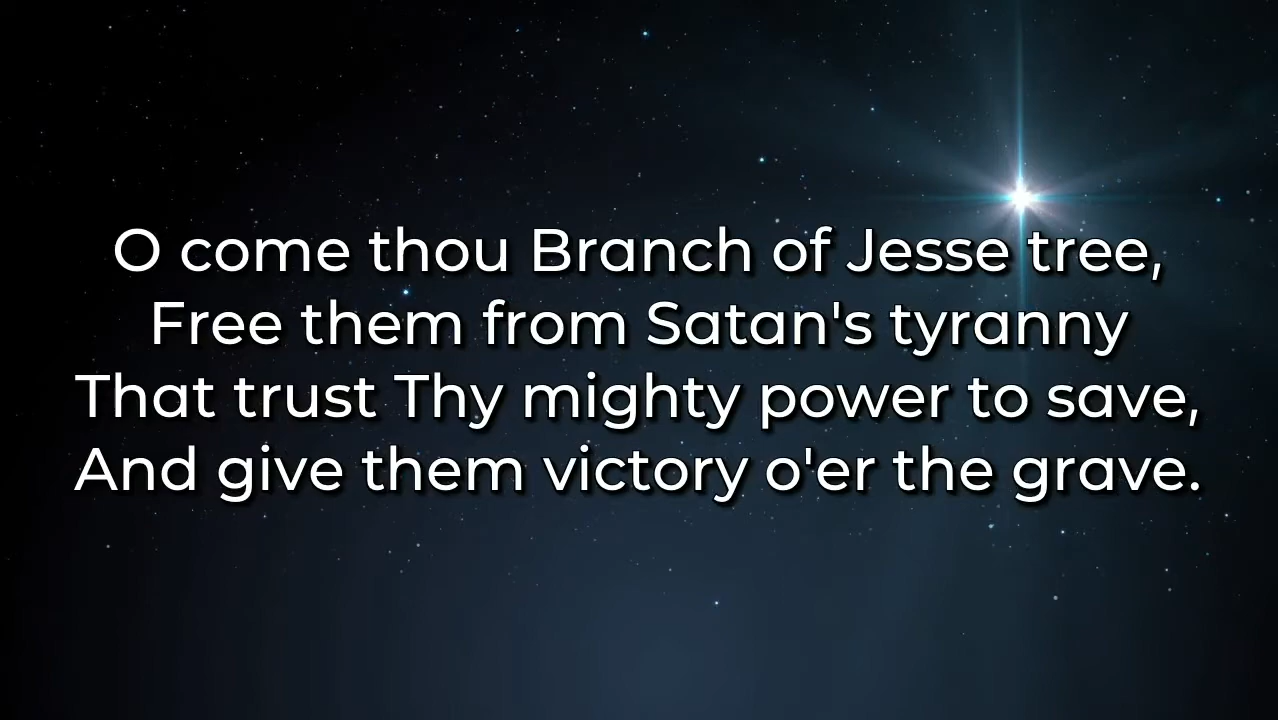 O come thou Branch of Jesse tree,
Free them from Satan's tyranny
That trust Thy mighty power to save,
And give them victory o'er the grave.